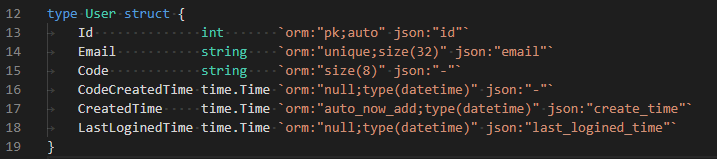 12 type User struct {
13 Id int `orm:"pk;auto" json:"id"`
14 Email string `orm:"unique;size(32)" json:"email"`
15 Code string `orm:"size(8)" json:"-"`
16 CodeCreatedTime time.Time `orm:"null;type(datetime)" json:"-"`
17 CreatedTime time.Time `orm:"auto_now_add;type(datetime)" json:"create_time"`
18 LastLoginedTime time.Time `orm:"null;type(datetime)" json:"last_logined_time"`
19 }